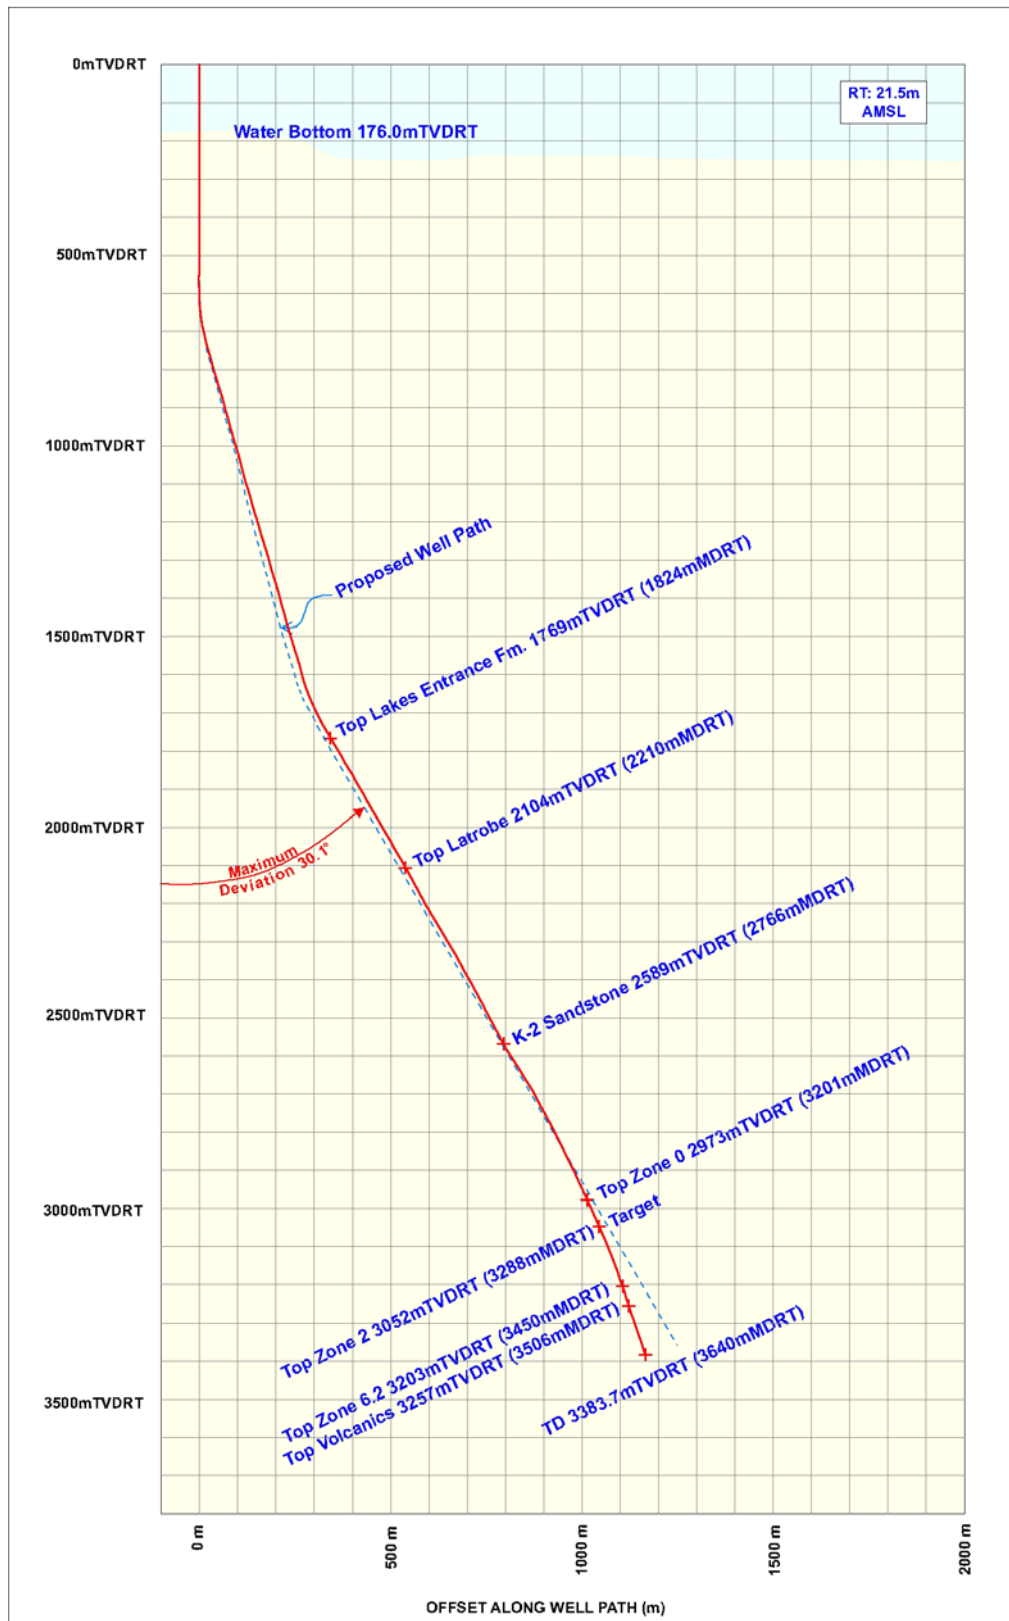 0mTVDRT
RT: 21.5m
AMSL
Water Bottom 176.0mTVDRT
500mTVDRT
1000mTVDRT
Proposed Well Path
Top Lakes Entrance Fm. 1769mTVDRT (1824mMDRT)
1500mTVDRT
Top Latrobe 2104mTVDRT (2210mMDRT)
2000mTVDRT
Maximum
Deviation 30.1°
K-2 Sandstone 2589mTVDRT (2766mMDRT)
2500mTVDRT
Top Zone 0 2973mTVDRT (3201mMDRT)
3000mTVDRT
Target
Top Zone 2 3052mTVDRT (3288mMDRT)
Top Zone 6.2 3203mTVDRT (3450mMDRT)
Top Volcanics 3257mTVDRT (3506mMDRT)
TD 3383.7mTVDRT (3640mMDRT)
3500mTVDRT
0 m
500 m
1000 m
1500 m
2000 m
OFFSET ALONG WELL PATH (m)